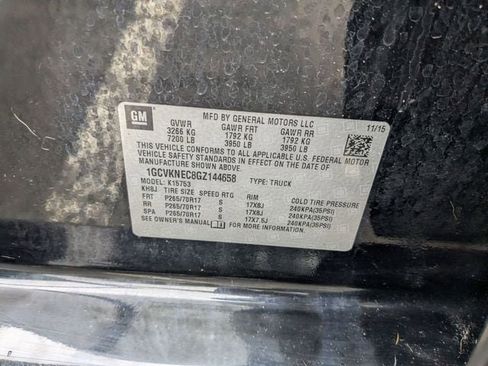 GM
MFD BY GENERAL MOTORS LLC
11/15
GVWR GAWR FRT GAWR RR
3266 KG 1792 KG 1792 KG
7200 LB 3950 LB 3950 LB
THIS VEHICLE CONFORMS TO ALL APPLICABLE U.S. FEDERAL MOTOR
VEHICLE SAFETY, BUMPER, AND THEFT PREVENTION STANDARDS IN EFFECT ON THE DATE OF
MANUFACTURE SHOWN ABOVE.
1GCVKNEC8GZ144658 TYPE: TRUCK
MODEL: K15753
KH8J TIRE SIZE SPEED RTG RIM COLD TIRE PRESSURE
FRT P265/70R17 S 17X8J 240KPA(35PSI)
RR P265/70R17 S 17X8J 240KPA(35PSI)
SPA P265/70R17 S 17X7.5J 240KPA(35PSI)
SEE OWNER'S MANUAL FOR MORE INFORMATION.